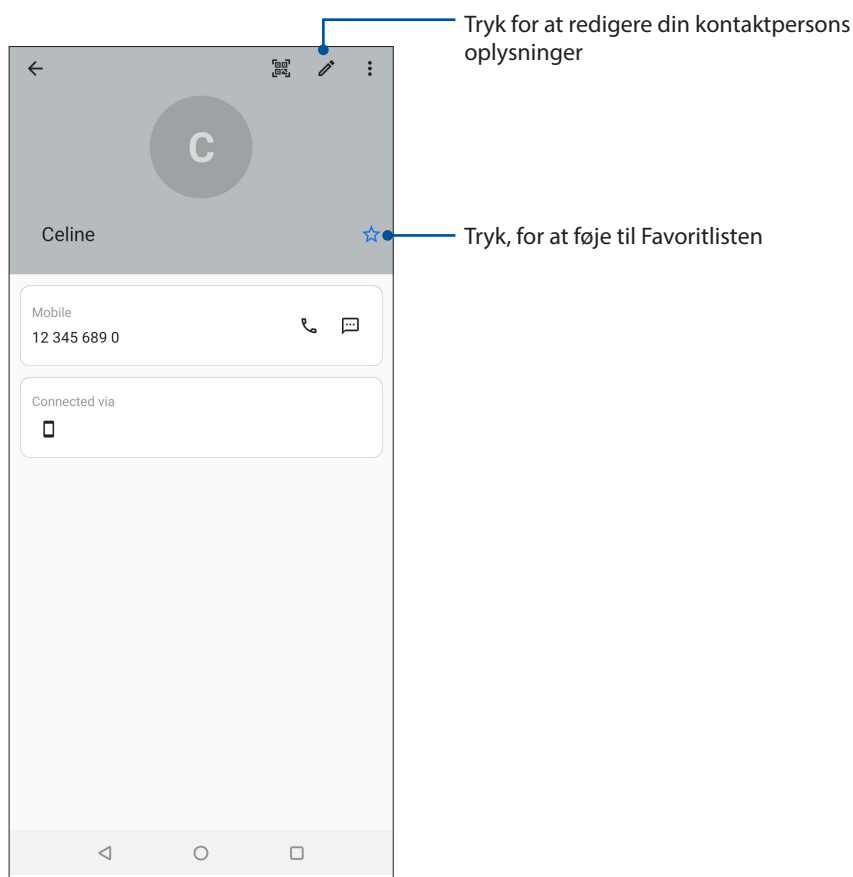 Tryk for at redigere din kontaktpersons
oplysninger
C
Celine
Tryk, for at føje til Favoritlisten
Mobile
12 345 689 0
Connected via